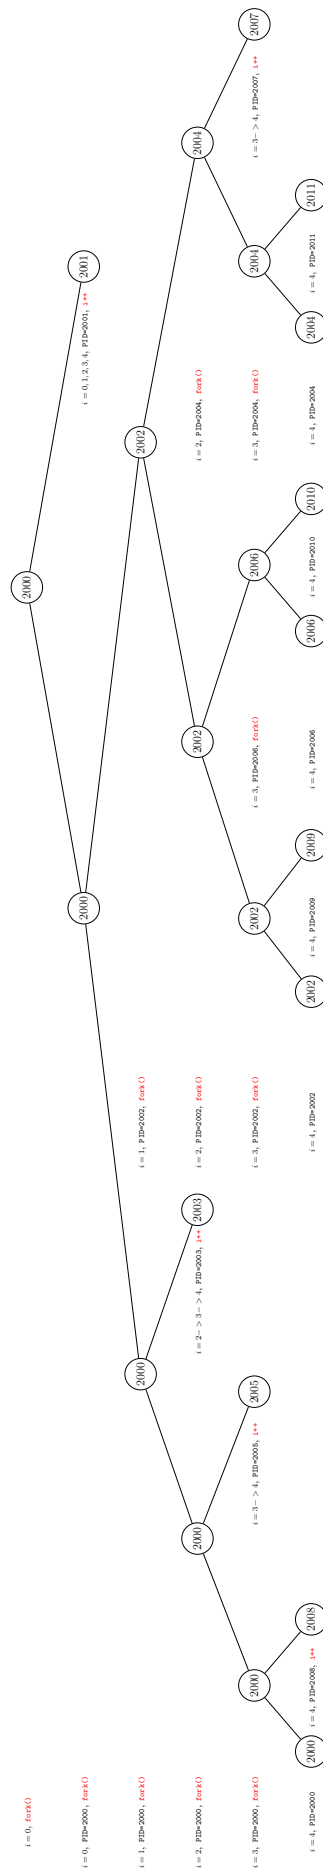 i = 0, fork()
2000
i = 0, PID=2000, fork()
2000
i = 0, 1, 2, 3, 4, PID=2001, i++
2001
i = 1, PID=2000, fork()
2000
i = 1, PID=2002, fork()
2002
i = 2, PID=2000, fork()
2000
i = 2− > 3− > 4, PID=2003, i++
2003
i = 2, PID=2002, fork()
2002
i = 2, PID=2004, fork()
2004
i = 3, PID=2000, fork()
2000
i = 3− > 4, PID=2005, i++
2005
i = 3, PID=2002, fork()
2002
i = 3, PID=2006, fork()
2006
i = 3, PID=2004, fork()
2004
i = 3− > 4, PID=2007, i++
2007
i = 4, PID=2000
2000
i = 4, PID=2008, i++
2008
i = 4, PID=2002
2002
i = 4, PID=2009
2009
i = 4, PID=2006
2006
i = 4, PID=2010
2010
i = 4, PID=2004
2004
i = 4, PID=2011
2011